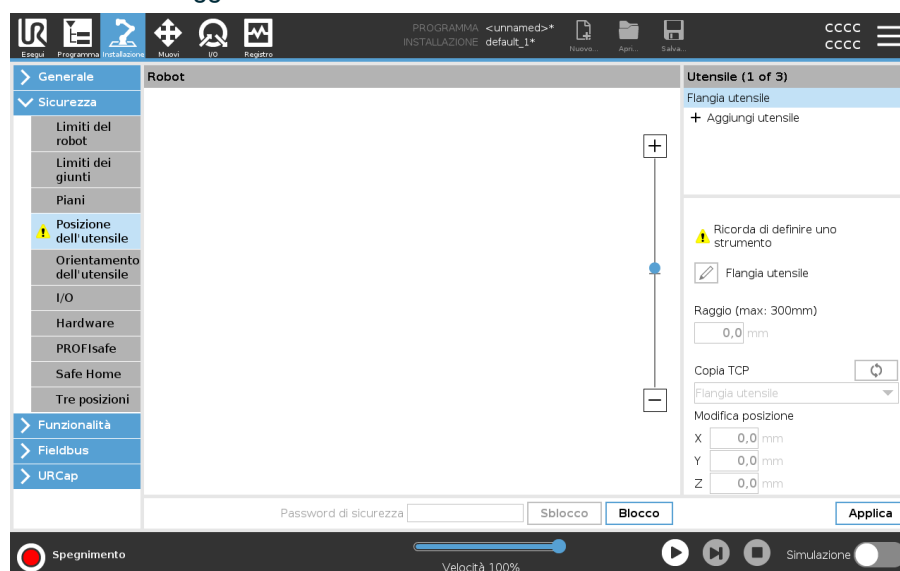 PROGRAMMA <unnamed>*
INSTALLAZIONE default_1*
Esegui
Programma
Installazione
Muovi
I/O
Registro
Nuovo...
Apri...
Salva...
cccc
cccc
Generale
Sicurezza
Limiti del
robot
Limiti dei
giunti
Piani
Posizione
dell'utensile
Orientamento
dell'utensile
I/O
Hardware
PROFIsafe
Safe Home
Tre posizioni
Funzionalità
Fieldbus
URCap
Robot
Utensile (1 of 3)
Flangia utensile
+ Aggiungi utensile
Ricorda di definire uno
strumento
Flangia utensile
Raggio (max: 300mm)
0,0 mm
Copia TCP
Flangia utensile
Modifica posizione
X 0,0 mm
Y 0,0 mm
Z 0,0 mm
Password di sicurezza
Sblocco
Blocco
Applica
Spegnimento
Velocità 100%
Simulazione